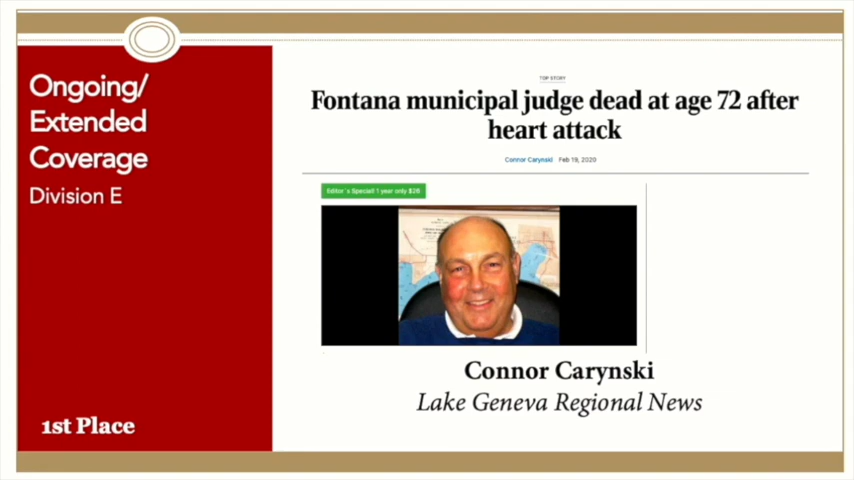 Ongoing/
Extended
Coverage
Division E
1st Place
TOP STORY
Fontana municipal judge dead at age 72 after
heart attack
Connor Carynski Feb 19, 2020
Editor's Special! 1 year only $26
Connor Carynski
Lake Geneva Regional News